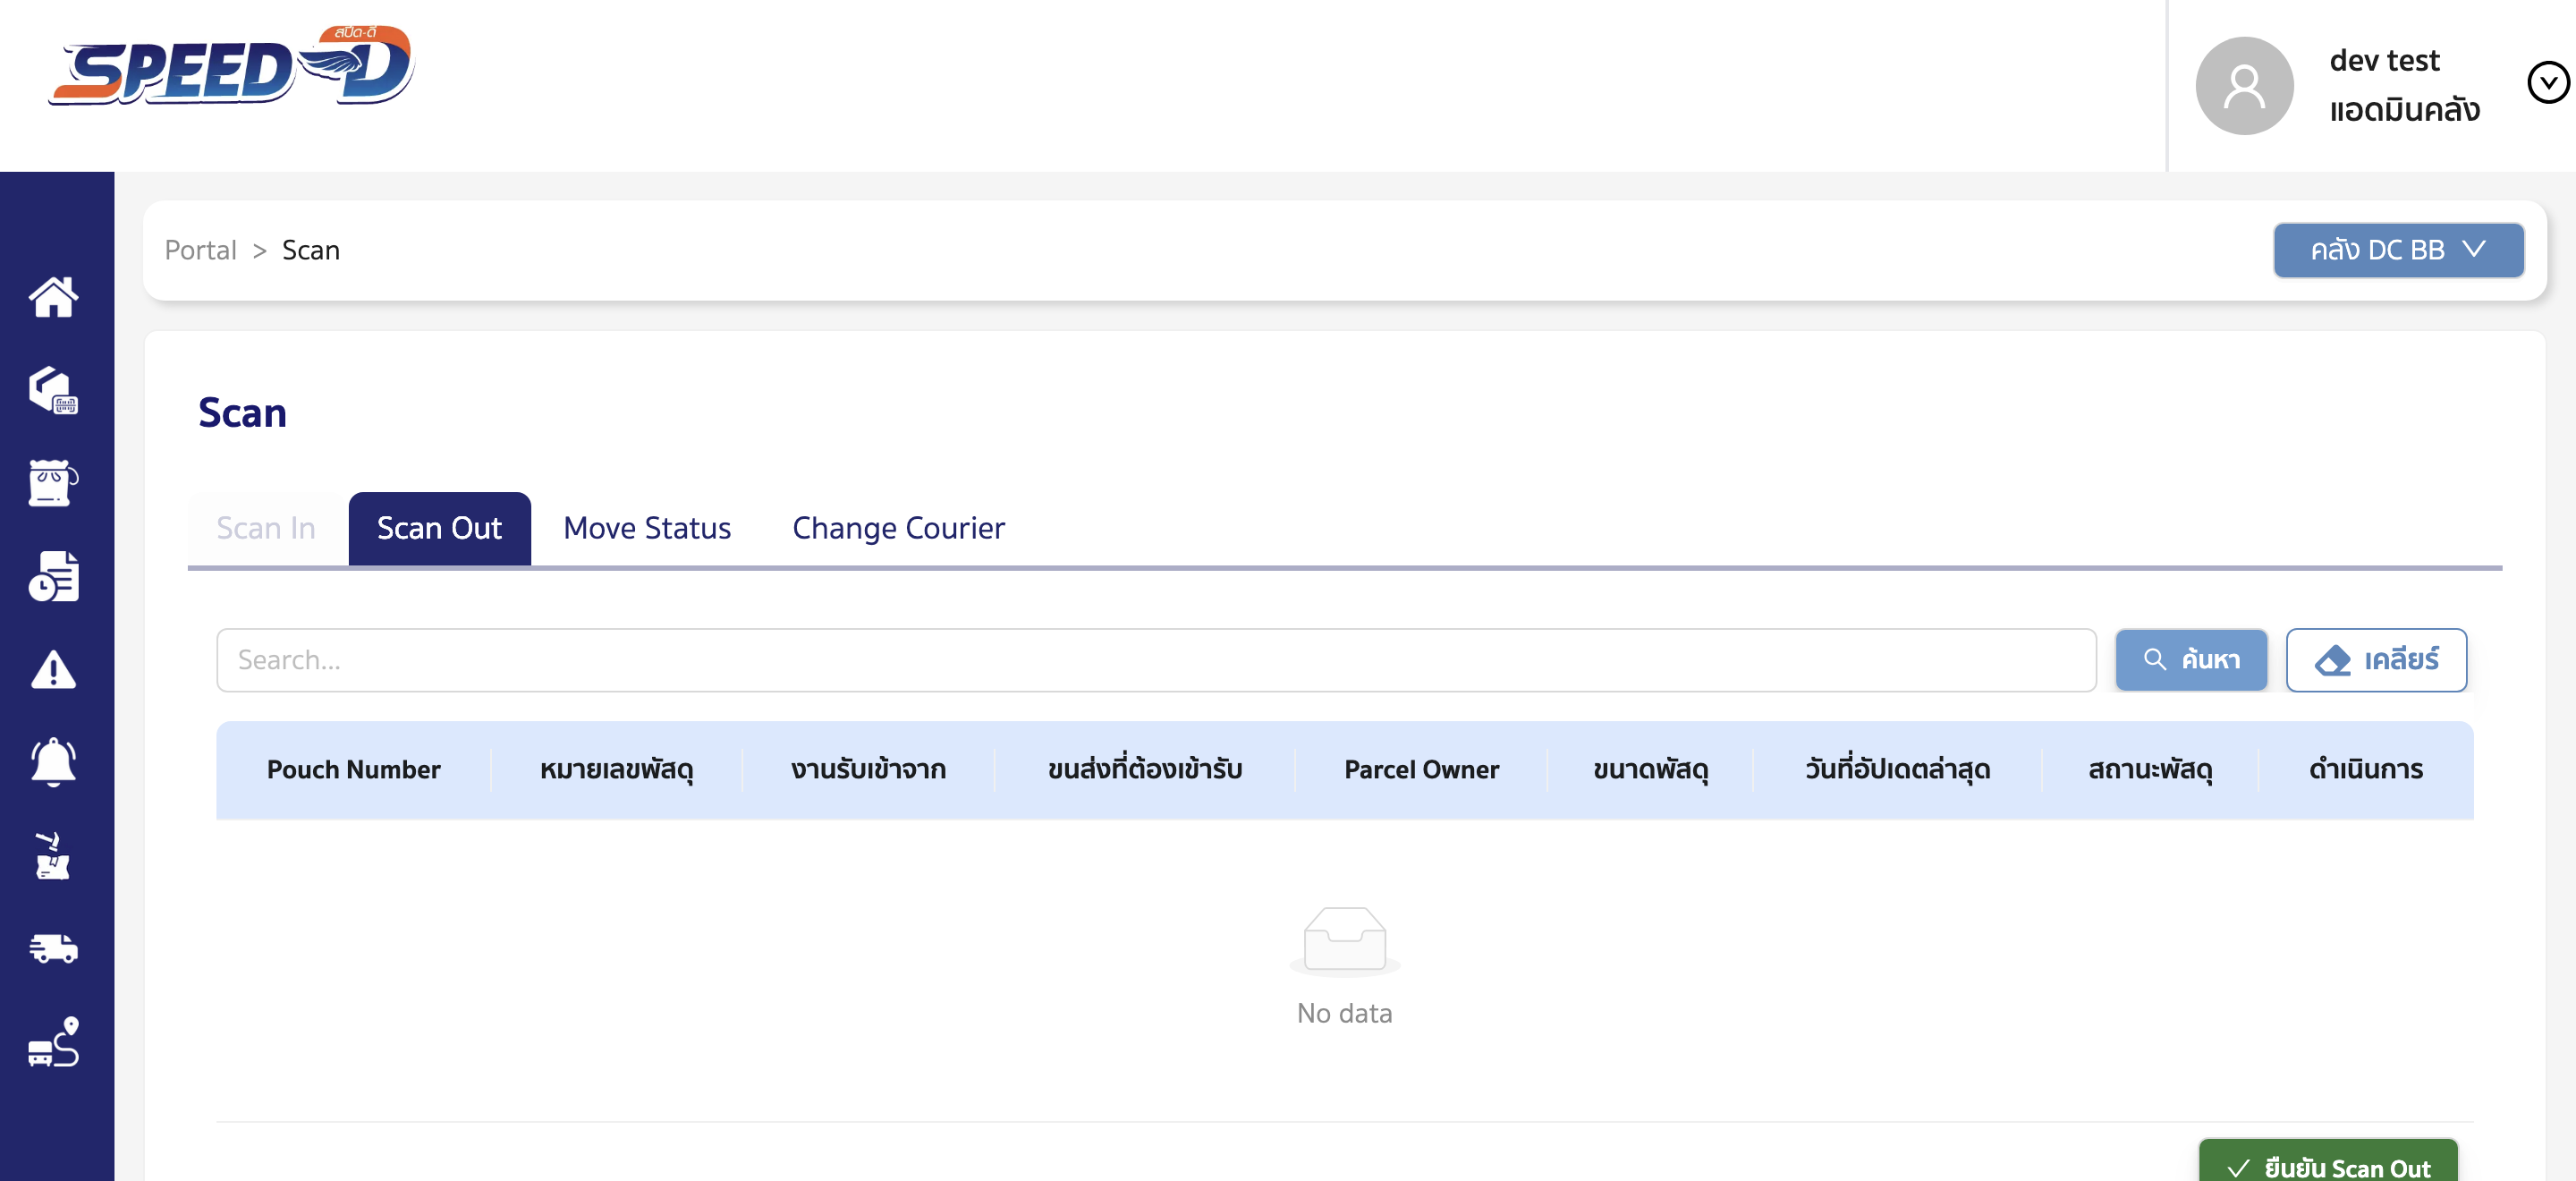 สปีด-ดี
SPEED-D
dev test
แอดมินคลัง
Portal > Scan
คลัง DC BB
Scan
Scan In Scan Out Move Status Change Courier
Search... ค้นหา เคลียร์
Pouch Number หมายเลขพัสดุ งานรับเข้าจาก ขนส่งที่ต้องเข้ารับ Parcel Owner ขนาดพัสดุ วันที่อัปเดตล่าสุด สถานะพัสดุ ดำเนินการ
No data
ยืนยัน Scan Out